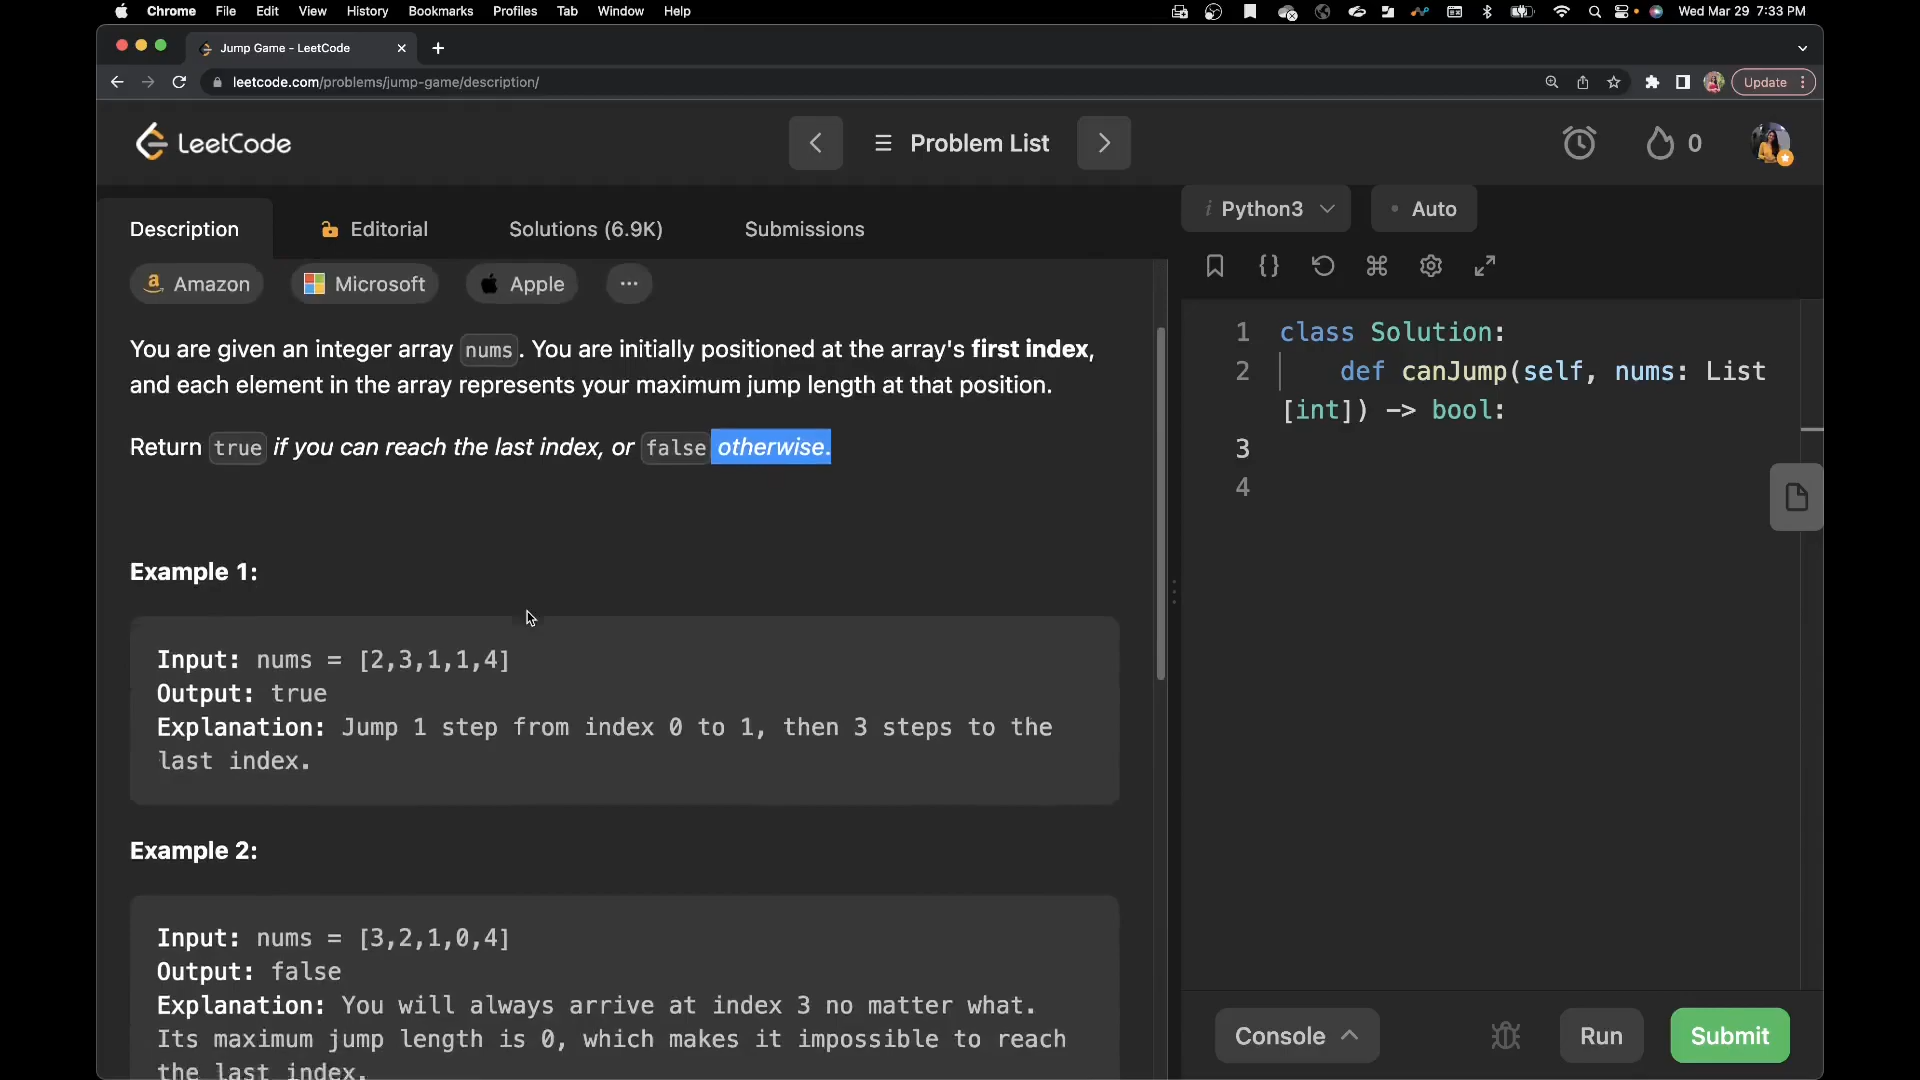 Chrome File Edit View History Bookmarks Profiles Tab Window Help Wed Mar 29 7:33 PM
Jump Game - LeetCode
leetcode.com/problems/jump-game/description/ Update
LeetCode Problem List 0
Description Editorial Solutions (6.9K) Submissions
Python3 Auto
Amazon Microsoft Apple ...
You are given an integer array nums. You are initially positioned at the array's first index,
and each element in the array represents your maximum jump length at that position.
Return true if you can reach the last index, or false otherwise.
Example 1:
Input: nums = [2,3,1,1,4]
Output: true
Explanation: Jump 1 step from index 0 to 1, then 3 steps to the
last index.
Example 2:
Input: nums = [3,2,1,0,4]
Output: false
Explanation: You will always arrive at index 3 no matter what.
Its maximum jump length is 0, which makes it impossible to reach
the last index.
1 class Solution:
2 def canJump(self, nums: List
[int]) -> bool:
3
4
Console Run Submit